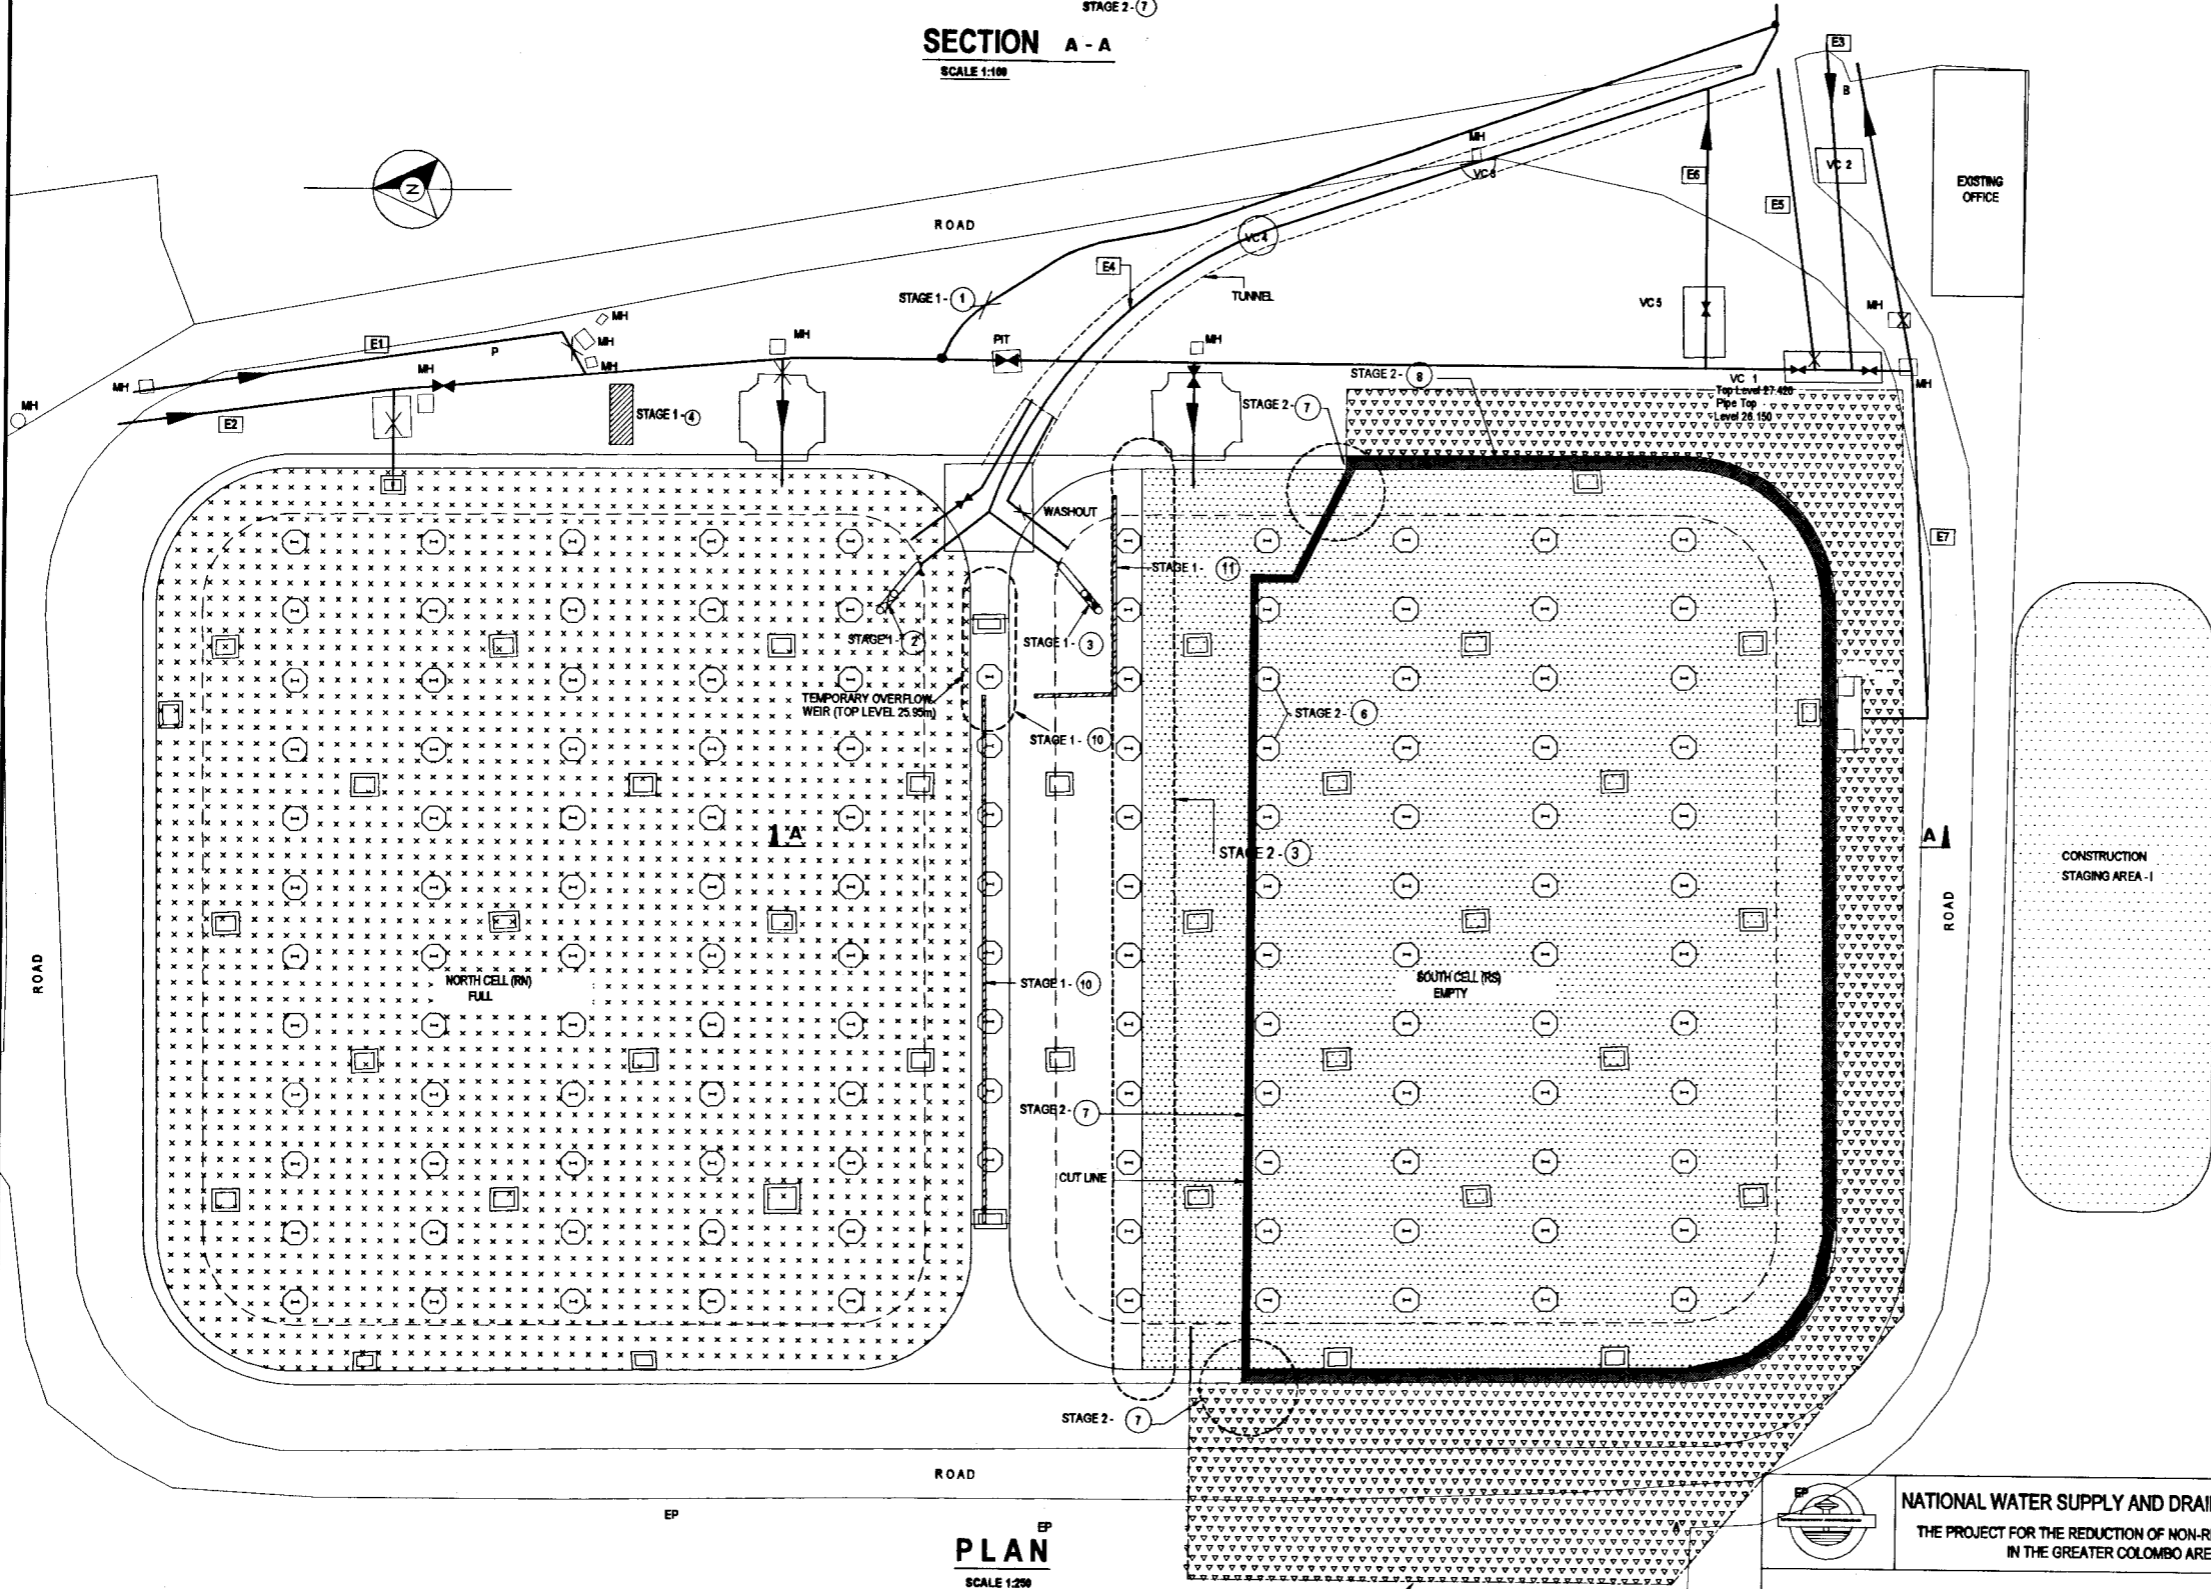 STAGE 2 - 7
SECTION A - A
SCALE 1:100
E3
B
MH
VC 3
VC 2
E6
EXISTING
OFFICE
N
E5
ROAD
VC 4
E4
TUNNEL
STAGE 1 - 1
VC 5
MH
MH
E1
P
MH
MH
MH
PIT
MH
MH
MH
MH
MH
STAGE 2 - 8
VC 1
Top Level 27.420
Pipe Top
Level 26.150
E2
STAGE 1 - 4
STAGE 2 - 7
WASHOUT
E7
STAGE 1 - 11
STAGE 1 - 2
STAGE 1 - 3
TEMPORARY OVERFLOW
WEIR (TOP LEVEL 25.95m)
STAGE 2 - 6
STAGE 1 - 10
A
A
STAGE 2 - 3
CONSTRUCTION
STAGING AREA - I
ROAD
ROAD
NORTH CELL (RN)
FULL
STAGE 1 - 10
SOUTH CELL (RS)
EMPTY
STAGE 2 - 7
CUT LINE
STAGE 2 - 7
ROAD
EP
EP
EP
PLAN
SCALE 1:250
NATIONAL WATER SUPPLY AND DRAI
THE PROJECT FOR THE REDUCTION OF NON-R
IN THE GREATER COLOMBO ARE